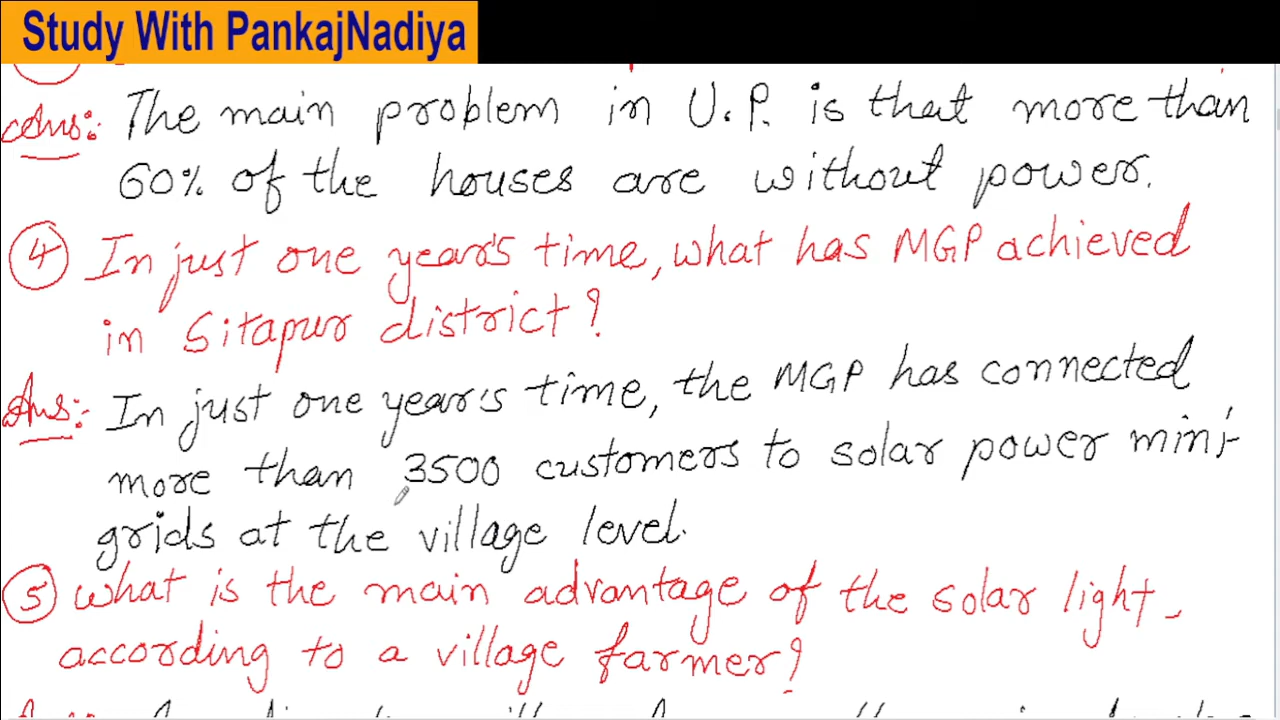 Study With PankajNadiya
Ans: The main problem in U.P. is that more than
60% of the houses are without power.
4 In just one year's time, what has MGP achieved
in Sitapur district?
Ans: In just one year's time, the MGP has connected
more than 3500 customers to solar power mini-
grids at the village level.
5 What is the main advantage of the solar light,
according to a village farmer?